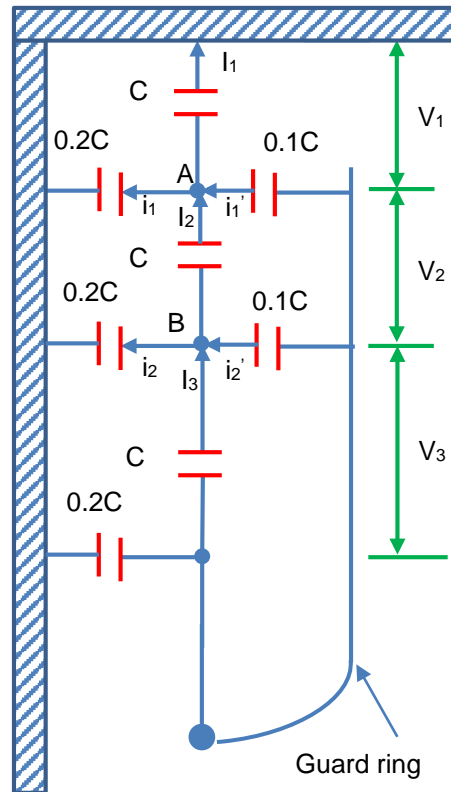 I1
C
V1
0.2C
0.1C
A
i1
i1'
I2
C
V2
0.2C
0.1C
B
i2
i2'
I3
C
V3
0.2C
Guard ring